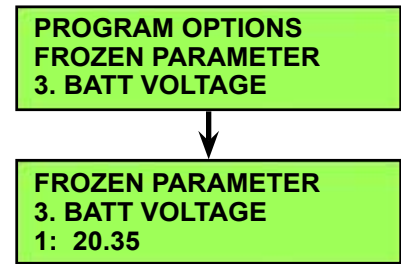 PROGRAM OPTIONS
FROZEN PARAMETER
3. BATT VOLTAGE
FROZEN PARAMETER
3. BATT VOLTAGE
1: 20.35